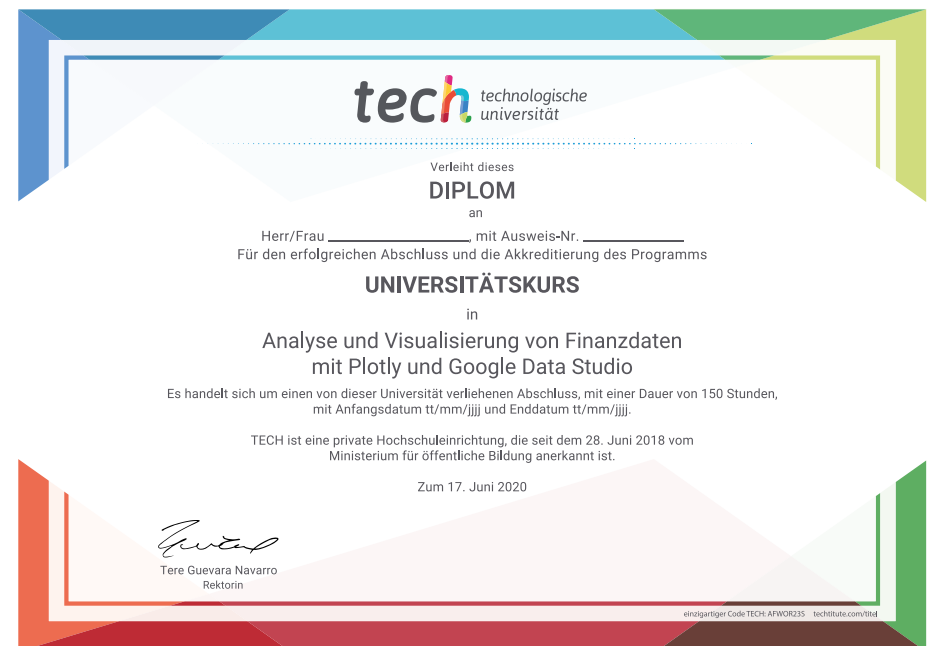 tech technologische
universität
Verleiht dieses
DIPLOM
an
Herr/Frau ____________________, mit Ausweis-Nr. ______________
Für den erfolgreichen Abschluss und die Akkreditierung des Programms
UNIVERSITÄTSKURS
in
Analyse und Visualisierung von Finanzdaten
mit Plotly und Google Data Studio
Es handelt sich um einen von dieser Universität verliehenen Abschluss, mit einer Dauer von 150 Stunden,
mit Anfangsdatum tt/mm/jjjj und Enddatum tt/mm/jjjj.
TECH ist eine private Hochschuleinrichtung, die seit dem 28. Juni 2018 vom
Ministerium für öffentliche Bildung anerkannt ist.
Zum 17. Juni 2020
Tere Guevara Navarro
Rektorin
einzigartiger Code TECH: AFWOR23S techtitute.com/titel